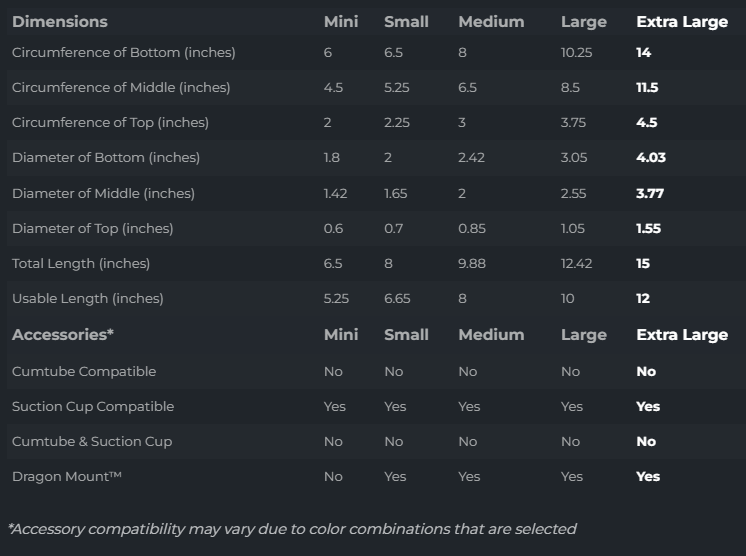 Dimensions Mini Small Medium Large Extra Large
Circumference of Bottom (inches) 6 6.5 8 10.25 14
Circumference of Middle (inches) 4.5 5.25 6.5 8.5 11.5
Circumference of Top (inches) 2 2.25 3 3.75 4.5
Diameter of Bottom (inches) 1.8 2 2.42 3.05 4.03
Diameter of Middle (inches) 1.42 1.65 2 2.55 3.77
Diameter of Top (inches) 0.6 0.7 0.85 1.05 1.55
Total Length (inches) 6.5 8 9.88 12.42 15
Usable Length (inches) 5.25 6.65 8 10 12
Accessories* Mini Small Medium Large Extra Large
Cumtube Compatible No No No No No
Suction Cup Compatible Yes Yes Yes Yes Yes
Cumtube & Suction Cup No No No No No
Dragon Mount™ No Yes Yes Yes Yes
*Accessory compatibility may vary due to color combinations that are selected